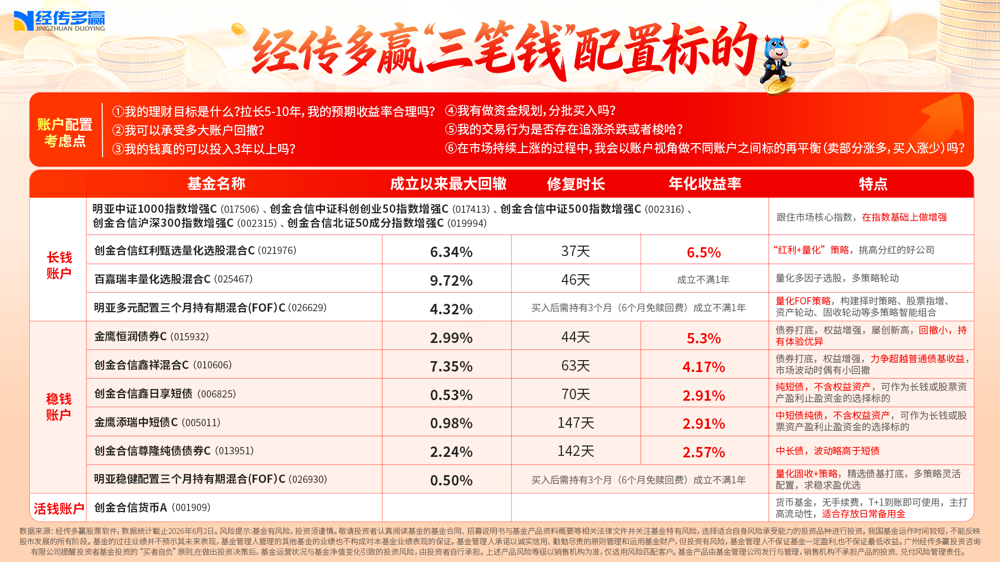 经传多赢
JINGZHUAN DUOYING
经传多赢“三笔钱”配置标的
账户配置
考虑点
①我的理财目标是什么?拉长5-10年，我的预期收益率合理吗?
②我可以承受多大账户回撤?
③我的钱真的可以投入3年以上吗?
④我有做资金规划，分批买入吗?
⑤我的交易行为是否存在追涨杀跌或者梭哈?
⑥在市场持续上涨的过程中，我会以账户视角做不同账户之间标的再平衡（卖部分涨多，买入涨少）吗?
基金名称 成立以来最大回辙 修复时长 年化收益率 特点
长钱
账户
明亚中证1000指数增强C（017506）、创金合信中证科创创业50指数增强C（017413）、创金合信中证500指数增强C（002316）、
创金合信沪深300指数增强C（002315）、创金合信北证50成分指数增强C（019994）
跟住市场核心指数，在指数基础上做增强
创金合信红利甄选量化选股混合C（021976） 6.34% 37天 6.5% “红利+量化”策略，挑高分红的好公司
百嘉瑞丰量化选股混合C（025467） 9.72% 46天 成立不满1年 量化多因子选股，多策略轮动
明亚多元配置三个月持有期混合(FOF）C（026629） 4.32% 买入后需持有3个月（6个月免赎回费）成立不满1年
量化FOF策略，构建择时策略、股票指增、
资产轮动、固收轮动等多策略智能组合
稳钱
账户
金鹰恒润债券C（015932） 2.99% 44天 5.3%
债券打底，权益增强，屡创新高，回撤小，持
有体验优异
创金合信鑫祥混合C（010606） 7.35% 63天 4.17%
债券打底，权益增强，力争超越普通债基收益，
市场波动时偶有小回撤
创金合信鑫日享短债（006825） 0.53% 70天 2.91%
纯短债，不含权益资产，可作为长钱或股票资
产盈利止盈资金的选择标的
金鹰添瑞中短债C（005011） 0.98% 147天 2.91%
中短债纯债，不含权益资产，可作为长钱或股
票资产盈利止盈资金的选择标的
创金合信尊隆纯债债券C（013951） 2.24% 142天 2.57% 中长债，波动略高于短债
明亚稳健配置三个月持有期混合(FOF）C（026930） 0.50% 买入后需持有3个月（6个月免赎回费）成立不满1年
量化固收+策略，精选债基打底，多策略灵活
配置，求稳求盈优选
活钱账户 创金合信货币A（001909）
货币基金，无手续费，T+1到账即可使用，主打
高流动性，适合存放日常备用金
数据来源：经传多赢股票软件，数据统计截止2026年6月2日。风险提示:基金有风险，投资须谨慎。敬请投资者认真阅读基金的基金合同、招募说明书与基金产品资料概要等相关法律文件并关注基金特有风险，选择适合自身风险承受能力的投资品种进行投资。我国基金运作时间较短，不能反映
股市发展的所有阶段。基金的过往业绩并不预示其未来表现，基金管理人管理的其他基金的业绩也不构成对本基金业绩表现的保证。基金管理人承诺以诚实信用、勤勉尽责的原则管理和运用基金财产，但投资有风险，基金管理人不保证基金一定盈利，也不保证最低收益。广州经传多赢投资咨询
有限公司提醒投资者基金投资的“买者自负”原则,在做出投资决策后，基金运营状况与基金净值变化引致的投资风险，由投资者自行承担。上述产品风险等级以销售机构为准，仅适用风险匹配客户。基金产品由基金管理公司发行与管理，销售机构不承担产品的投资、兑付风险管理责任。